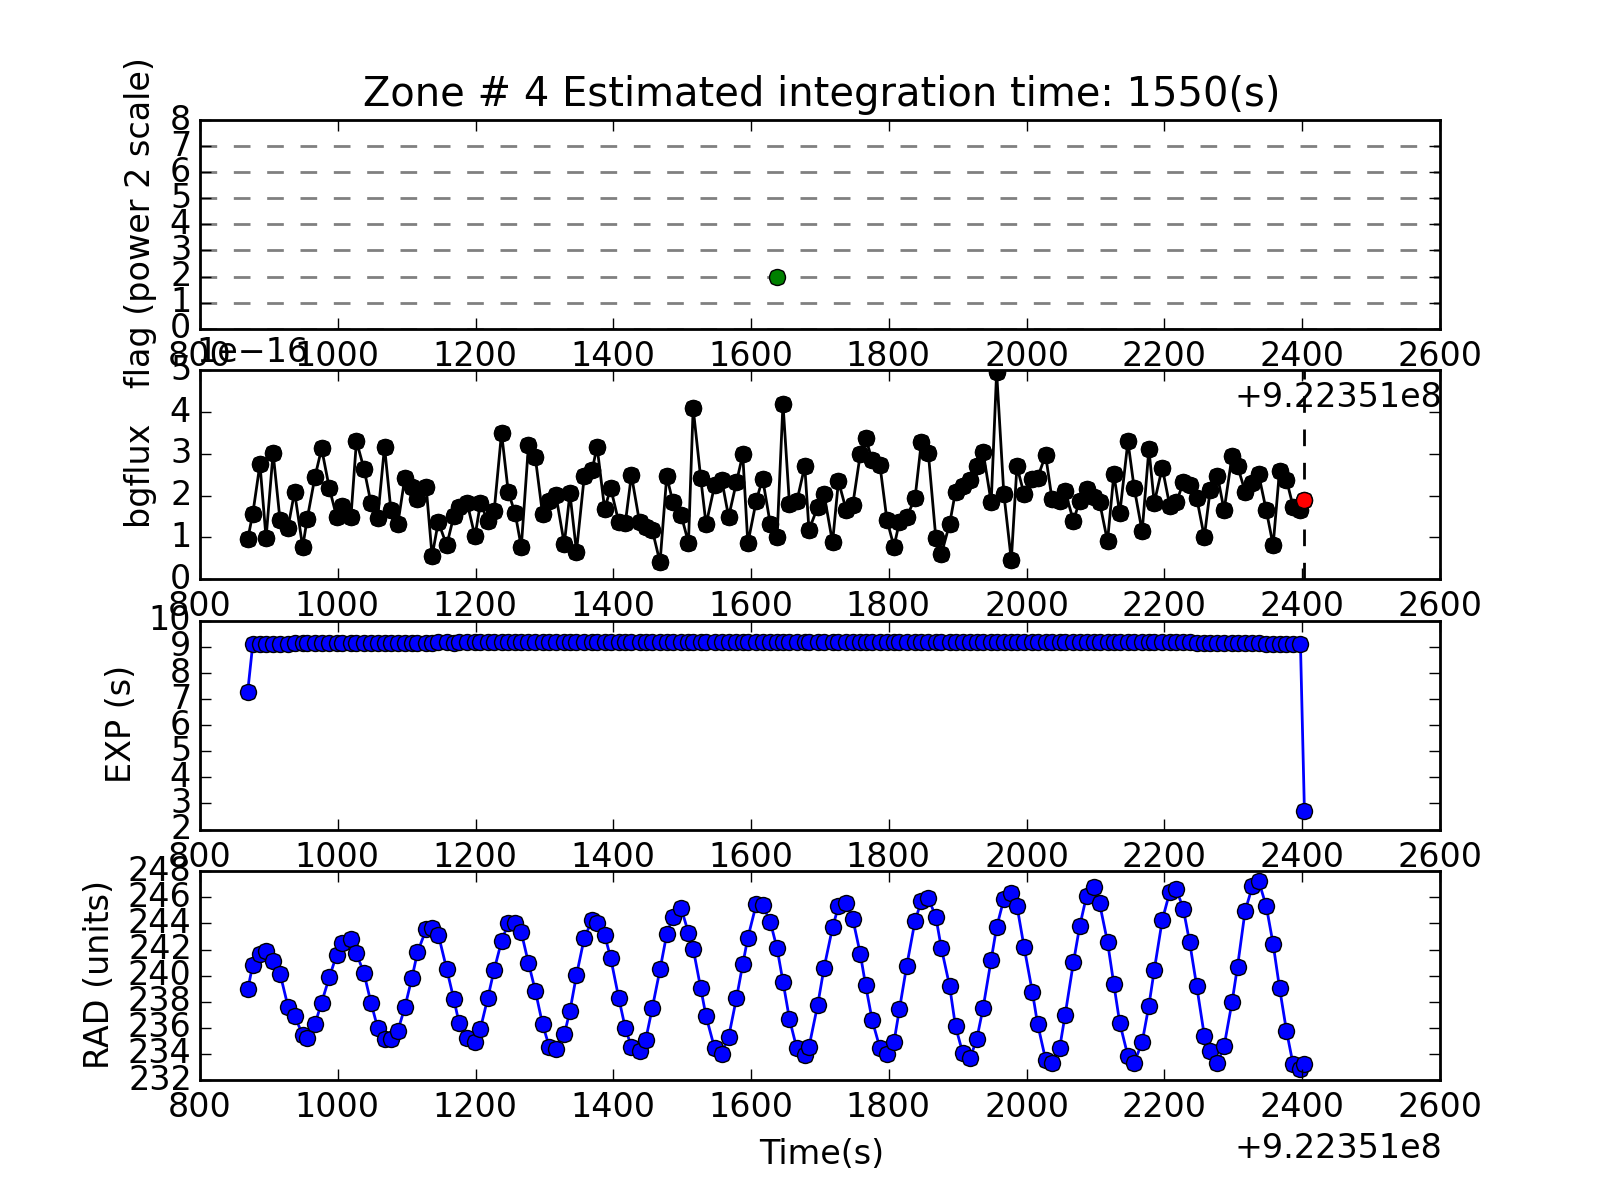 Zone # 4 Estimated integration time: 1550(s)
flag (power 2 scale)
8
7
6
5
4
3
2
1
0
800 1000 1200 1400 1600 1800 2000 2200 2400 2600
1e−16
+9.22351e8
bgflux
5
4
3
2
1
0
800 1000 1200 1400 1600 1800 2000 2200 2400 2600
EXP (s)
10
9
8
7
6
5
4
3
2
800 1000 1200 1400 1600 1800 2000 2200 2400 2600
RAD (units)
248
246
244
242
240
238
236
234
232
800 1000 1200 1400 1600 1800 2000 2200 2400 2600
Time(s)
+9.22351e8